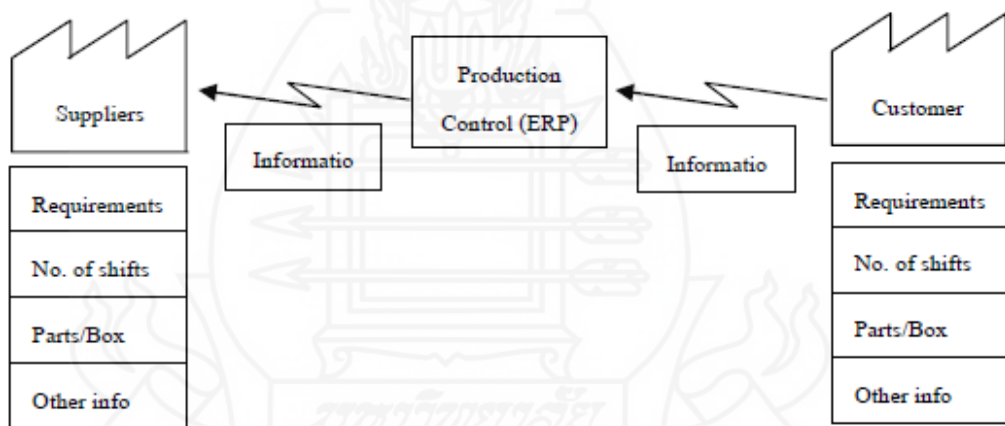 Suppliers
Production
Control (ERP)
Customer
Informatio
Informatio
Requirements
No. of shifts
Parts/Box
Other info
Requirements
No. of shifts
Parts/Box
Other info